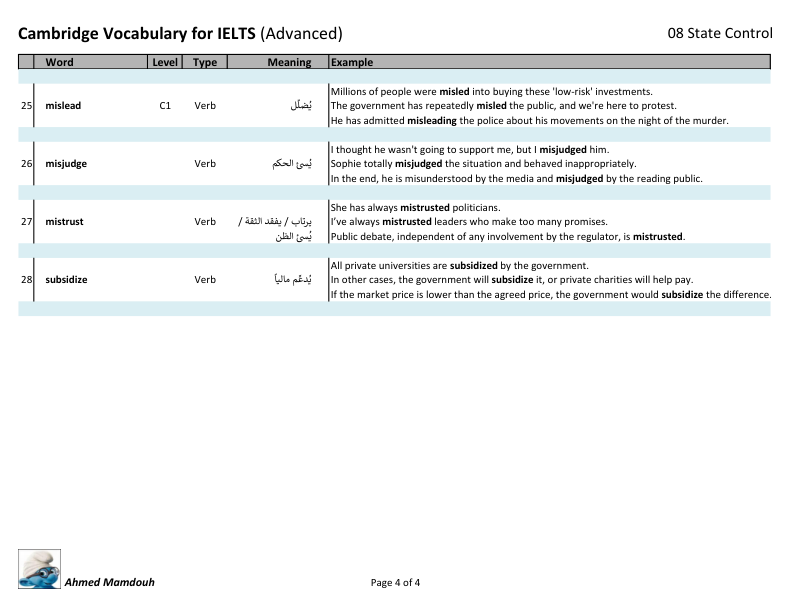 Cambridge Vocabulary for IELTS (Advanced) 08 State Control
Word Level Type Meaning Example
25 mislead C1 Verb يُضلّل
Millions of people were misled into buying these 'low-risk' investments.
The government has repeatedly misled the public, and we're here to protest.
He has admitted misleading the police about his movements on the night of the murder.
26 misjudge Verb يُسئ الحكم
I thought he wasn't going to support me, but I misjudged him.
Sophie totally misjudged the situation and behaved inappropriately.
In the end, he is misunderstood by the media and misjudged by the reading public.
27 mistrust Verb يرتاب / يفقد الثقة /
يُسئ الظن
She has always mistrusted politicians.
I've always mistrusted leaders who make too many promises.
Public debate, independent of any involvement by the regulator, is mistrusted.
28 subsidize Verb يُدعّم مالياً
All private universities are subsidized by the government.
In other cases, the government will subsidize it, or private charities will help pay.
If the market price is lower than the agreed price, the government would subsidize the difference.
Ahmed Mamdouh Page 4 of 4